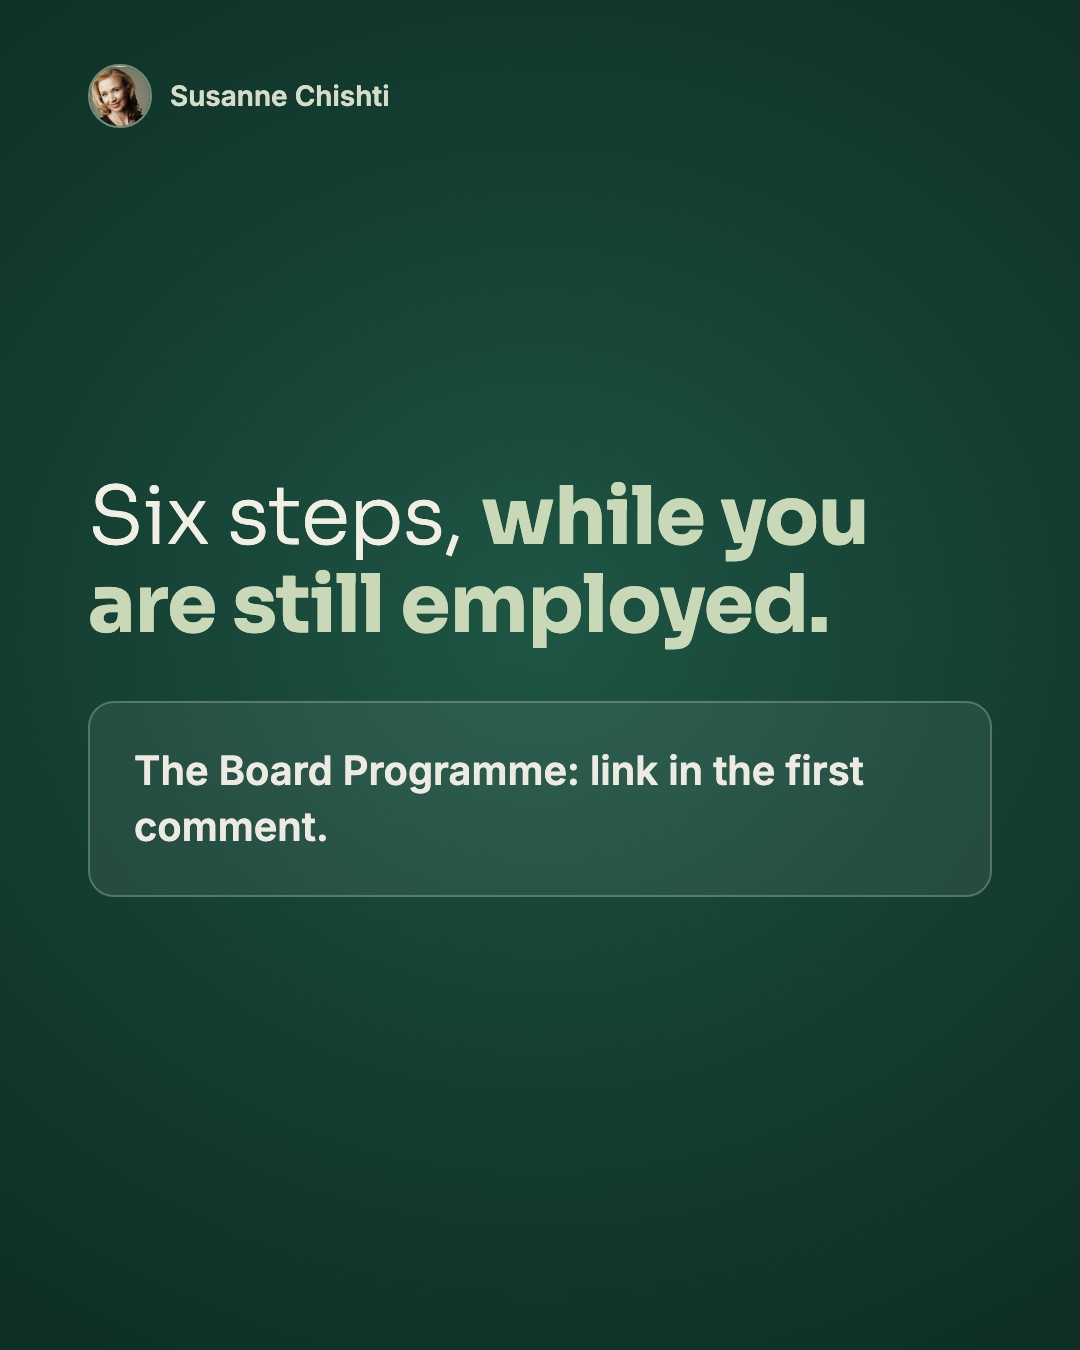 Susanne Chishti
Six steps, while you
are still employed.
The Board Programme: link in the first
comment.